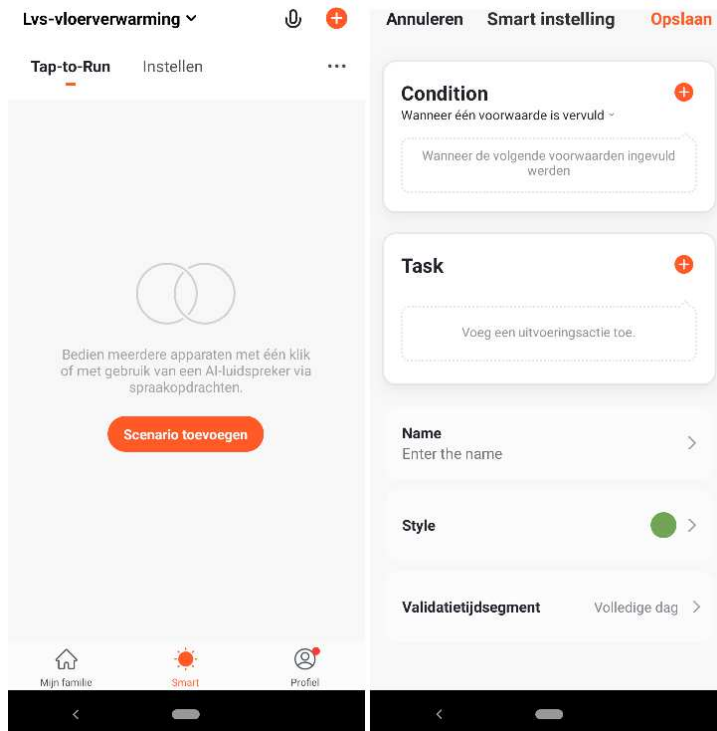 Lvs-vloerverwarming
Tap-to-Run Instellen
Bedien meerdere apparaten met één klik
of met gebruik van een AI-luidspreker via
spraakopdrachten.
Scenario toevoegen
Mijn familie Smart Profiel
Annuleren Smart instelling Opslaan
Condition
Wanneer één voorwaarde is vervuld
Wanneer de volgende voorwaarden ingevuld
werden
Task
Voeg een uitvoeringsactie toe.
Name
Enter the name
Style
Validatietijdsegment Volledige dag